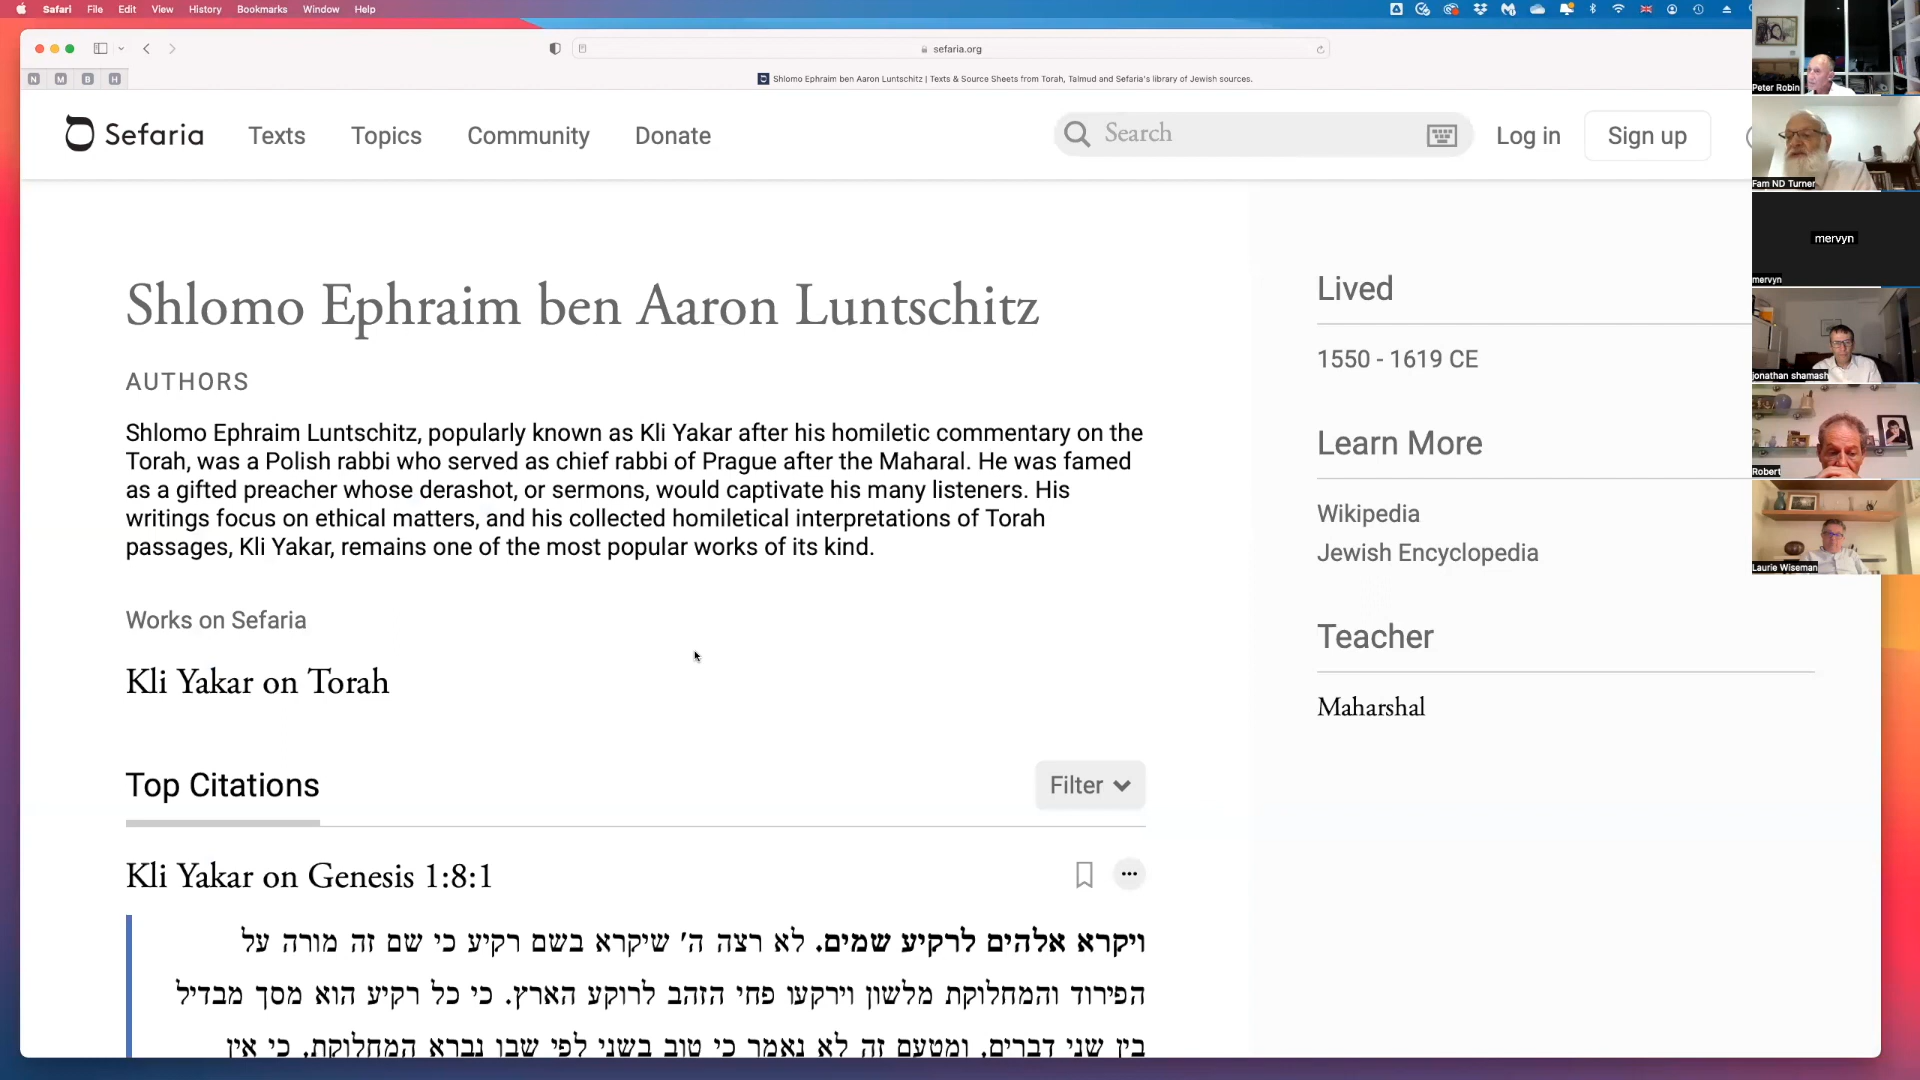 Safari File Edit View History Bookmarks Window Help
sefaria.org
N M B H
Shlomo Ephraim ben Aaron Luntschitz | Texts & Source Sheets from Torah, Talmud and Sefaria's library of Jewish sources.
Sefaria Texts Topics Community Donate Search Log in Sign up
Shlomo Ephraim ben Aaron Luntschitz
AUTHORS
Shlomo Ephraim Luntschitz, popularly known as Kli Yakar after his homiletic commentary on the
Torah, was a Polish rabbi who served as chief rabbi of Prague after the Maharal. He was famed
as a gifted preacher whose derashot, or sermons, would captivate his many listeners. His
writings focus on ethical matters, and his collected homiletical interpretations of Torah
passages, Kli Yakar, remains one of the most popular works of its kind.
Works on Sefaria
Kli Yakar on Torah
Top Citations
Filter
Kli Yakar on Genesis 1:8:1
ויקרא אלהים לרקיע שמים. לא רצה ה' שיקרא בשם רקיע כי שם זה מורה על
הפירוד והמחלוקת מלשון וירקעו פחי הזהב לרוקע הארץ. כי כל רקיע הוא מסך מבדיל
בין שני דברים. ומטעם זה לא נאמר כי טוב בשני לפי שבו נברא המחלוקת. כי אין
Lived
1550 - 1619 CE
Learn More
Wikipedia
Jewish Encyclopedia
Teacher
Maharshal
Peter Robin
Fam ND Turner
mervyn
mervyn
jonathan shamash
Robert
Laurie Wiseman